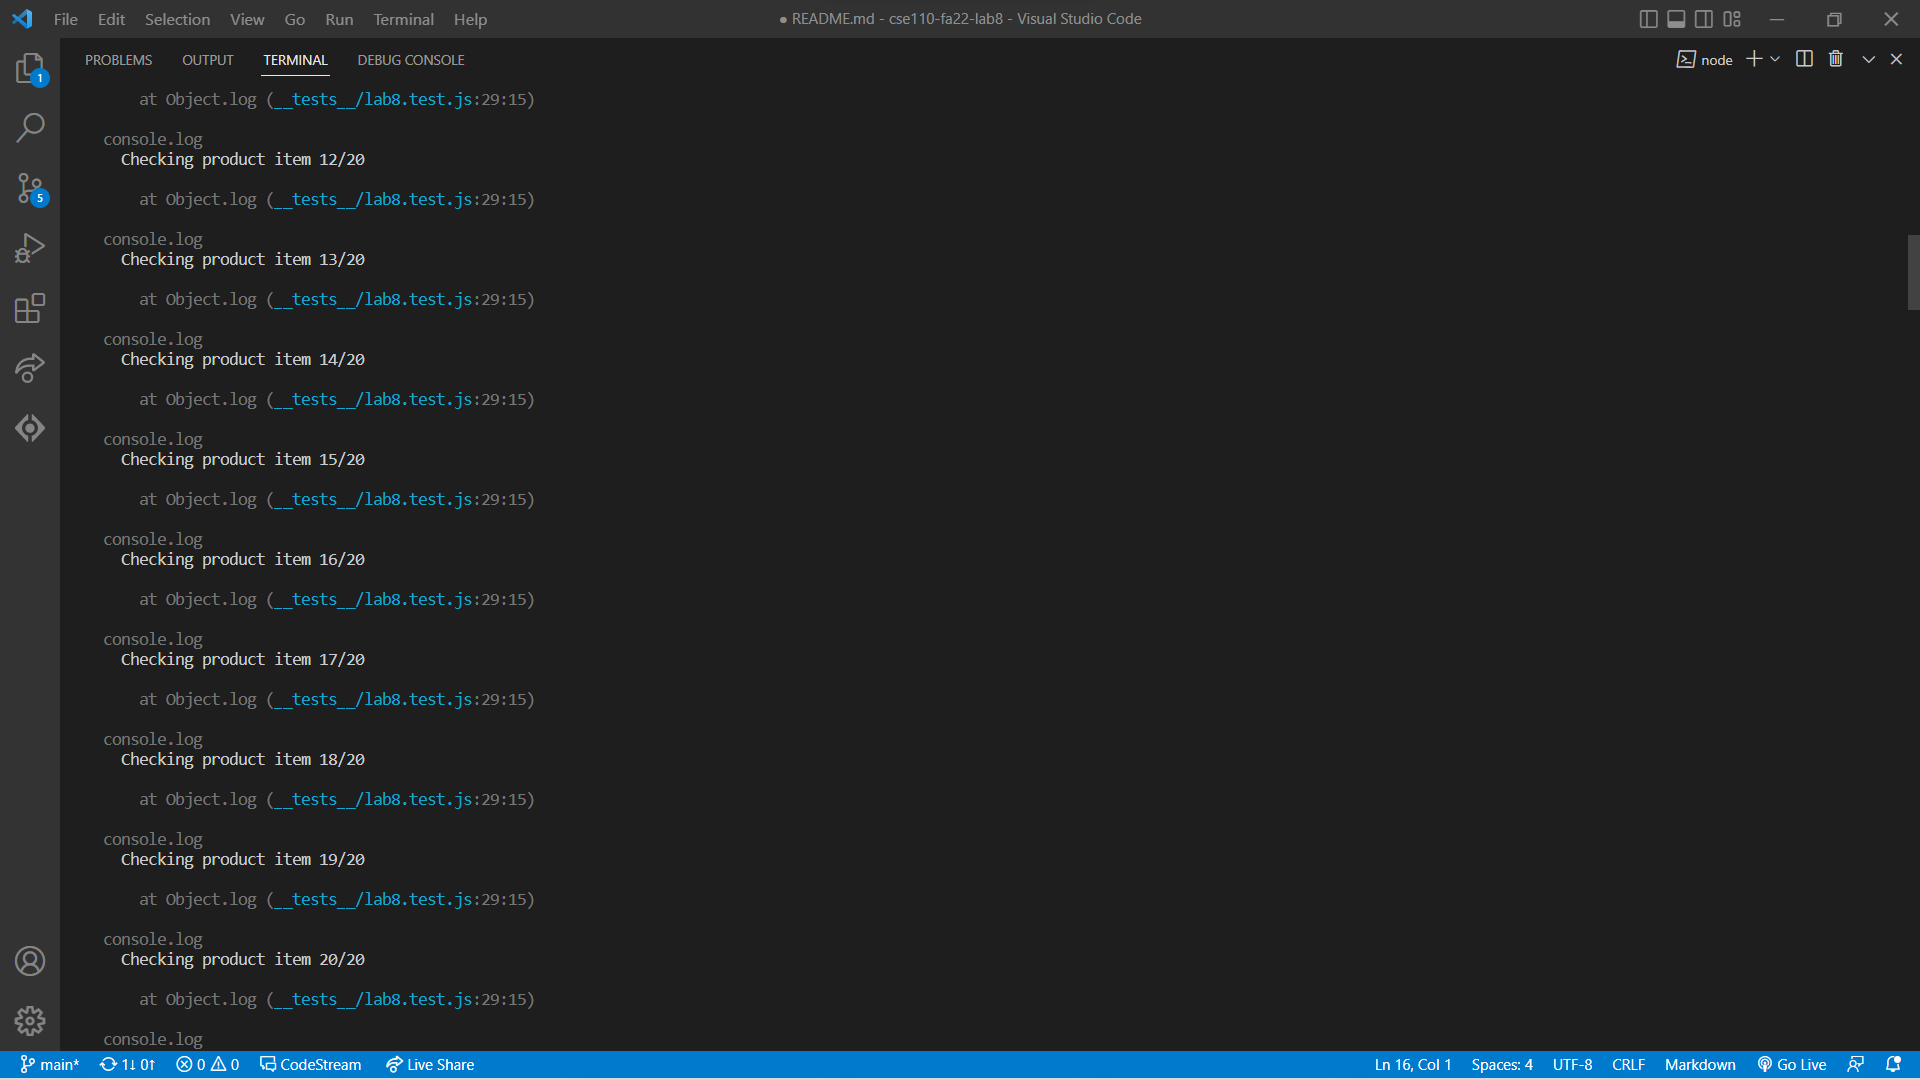 File Edit Selection View Go Run Terminal Help
● README.md - cse110-fa22-lab8 - Visual Studio Code
PROBLEMS OUTPUT TERMINAL DEBUG CONSOLE
node
1
5
at Object.log (__tests__/lab8.test.js:29:15)
console.log
Checking product item 12/20
at Object.log (__tests__/lab8.test.js:29:15)
console.log
Checking product item 13/20
at Object.log (__tests__/lab8.test.js:29:15)
console.log
Checking product item 14/20
at Object.log (__tests__/lab8.test.js:29:15)
console.log
Checking product item 15/20
at Object.log (__tests__/lab8.test.js:29:15)
console.log
Checking product item 16/20
at Object.log (__tests__/lab8.test.js:29:15)
console.log
Checking product item 17/20
at Object.log (__tests__/lab8.test.js:29:15)
console.log
Checking product item 18/20
at Object.log (__tests__/lab8.test.js:29:15)
console.log
Checking product item 19/20
at Object.log (__tests__/lab8.test.js:29:15)
console.log
Checking product item 20/20
at Object.log (__tests__/lab8.test.js:29:15)
console.log
main* 1↓ 0↑ 0 0 CodeStream Live Share
Ln 16, Col 1 Spaces: 4 UTF-8 CRLF Markdown Go Live